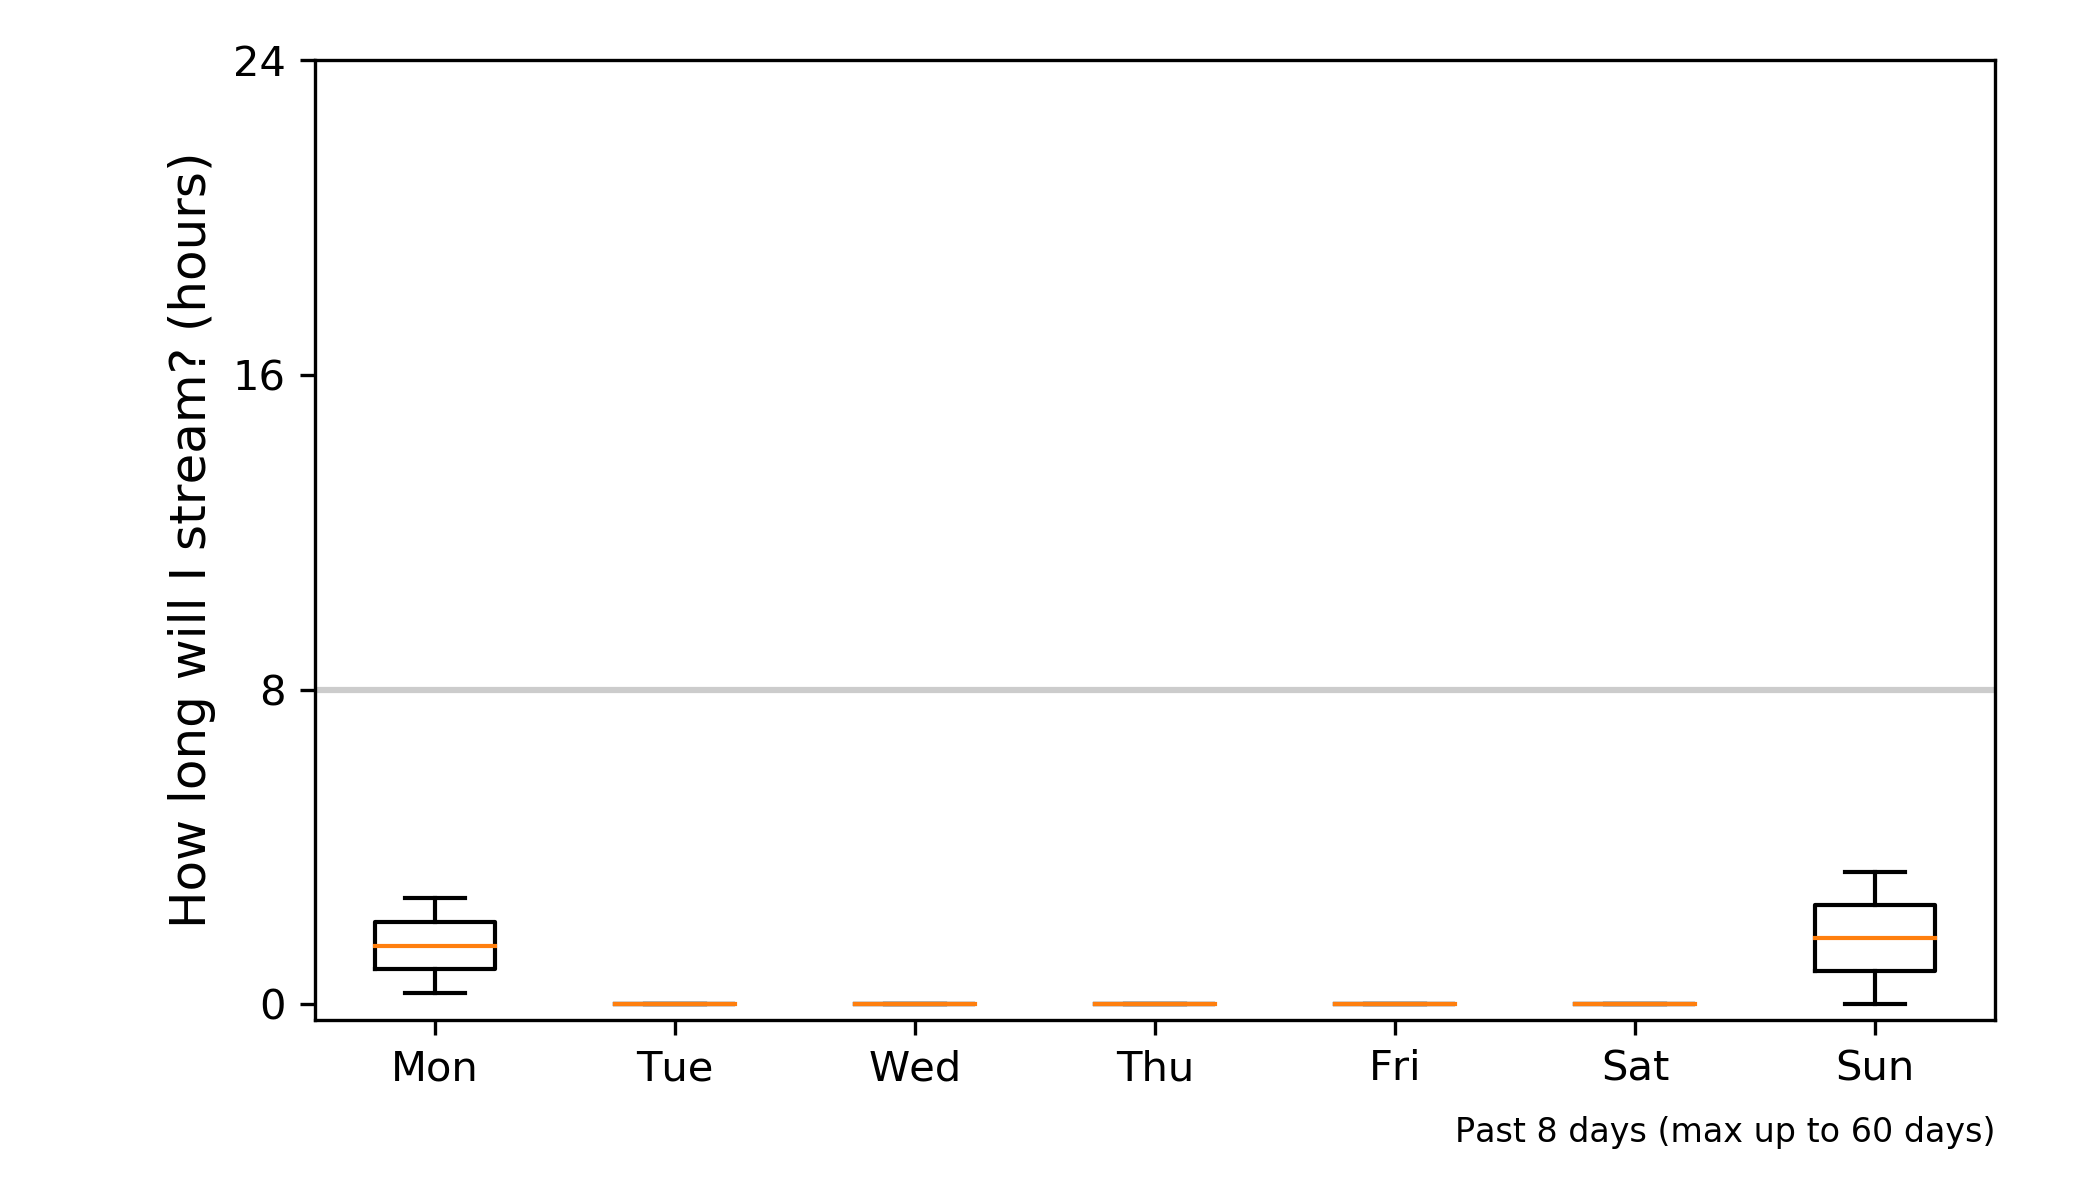 How long will I stream? (hours)
24
16
8
0
Mon Tue Wed Thu Fri Sat Sun
Past 8 days (max up to 60 days)